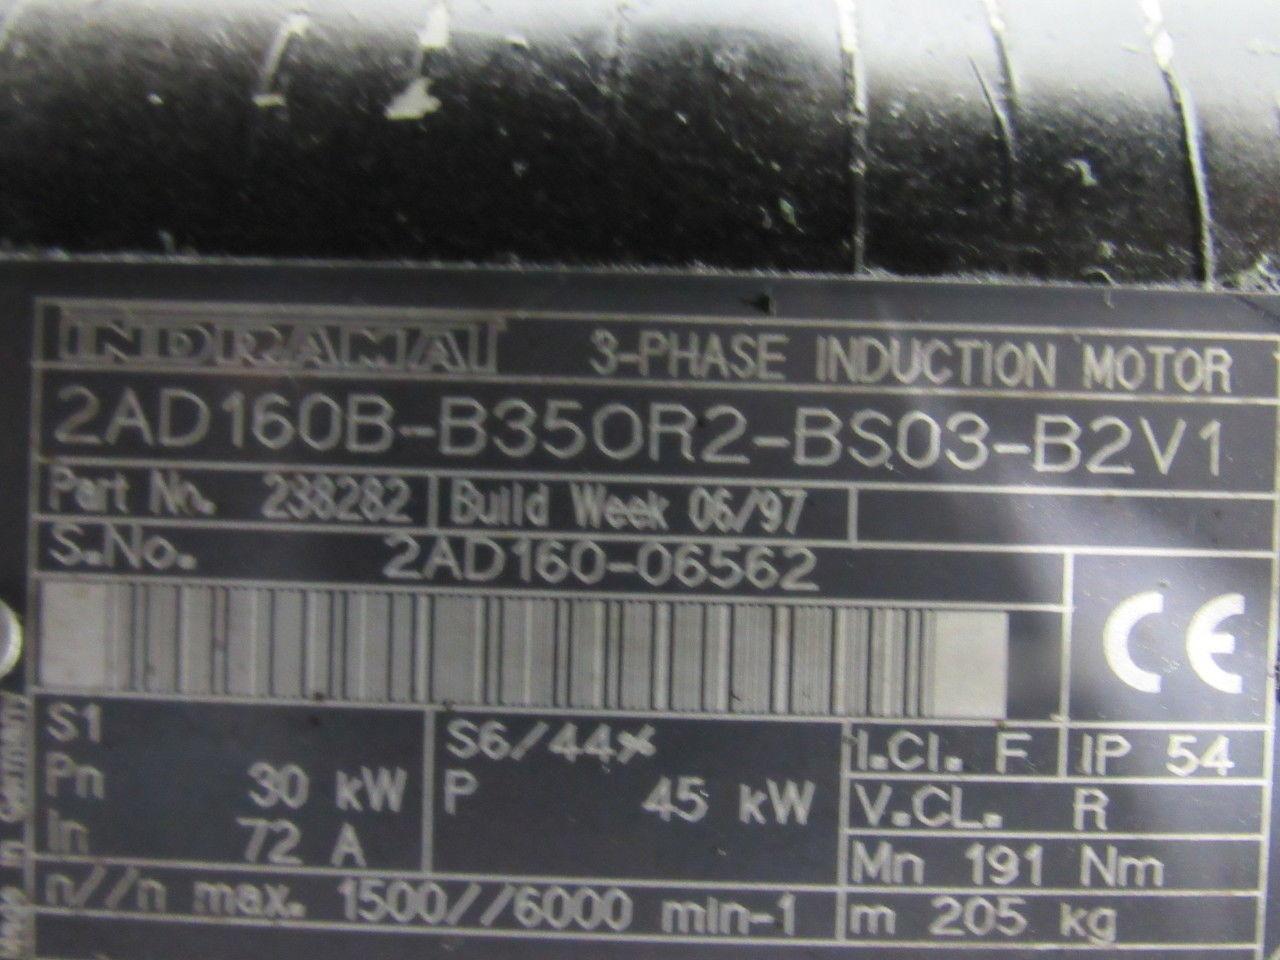 INDRAMAT 3-PHASE INDUCTION MOTOR
2AD160B-B350R2-BS03-B2V1
Part No. 238282 Build Week 06/97
S.No. 2AD160-06562
CE
S1 S6/44% I.Cl. F IP 54
Pn 30 kW P 45 kW V.CL. R
In 72 A Mn 191 Nm
n//n max. 1500//6000 min-1 m 205 kg
Made in Germany